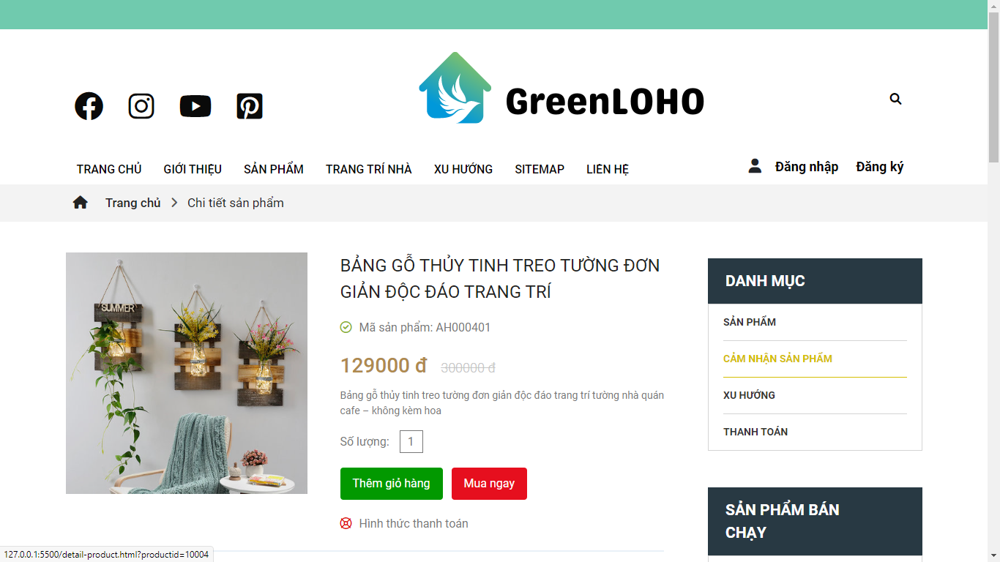 GreenLOHO
TRANG CHỦ GIỚI THIỆU SẢN PHẨM TRANG TRÍ NHÀ XU HƯỚNG SITEMAP LIÊN HỆ Đăng nhập Đăng ký
Trang chủ Chi tiết sản phẩm
SUMMER
BẢNG GỖ THỦY TINH TREO TƯỜNG ĐƠN
GIẢN ĐỘC ĐÁO TRANG TRÍ
Mã sản phẩm: AH000401
129000 đ 300000 đ
Bảng gỗ thủy tinh treo tường đơn giản độc đáo trang trí tường nhà quán
cafe – không kèm hoa
Số lượng: 1
Thêm giỏ hàng Mua ngay
Hình thức thanh toán
DANH MỤC
SẢN PHẨM
CẢM NHẬN SẢN PHẨM
XU HƯỚNG
THANH TOÁN
SẢN PHẨM BÁN
CHẠY
127.0.0.1:5500/detail-product.html?productid=10004